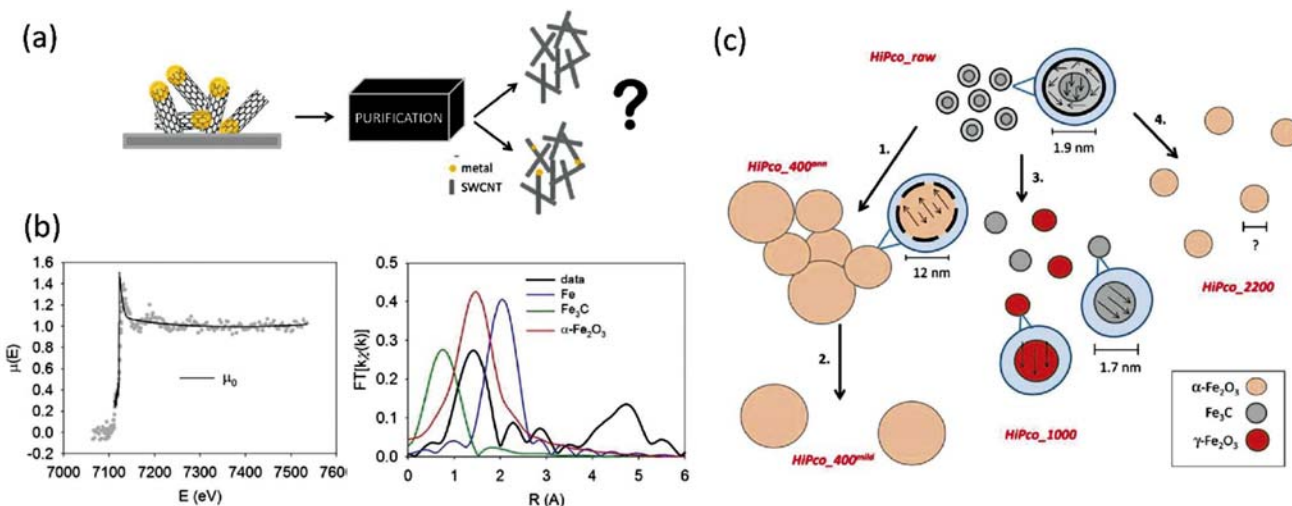 (a)
PURIFICATION
metal
SWCNT
?
(b)
1.6
1.4
1.2
1.0
0.8
0.6
0.4
0.2
0.0
-0.2
μ(E)
μ₀
7000 7100 7200 7300 7400 7500 760
E (eV)
0.4
0.3
0.2
0.1
0.0
FT[kχ(k)]
data
Fe
Fe₃C
α-Fe₂O₃
0 1 2 3 4 5 6
R (A)
(c)
HiPco_raw
1.9 nm
1.
2.
3.
4.
HiPco_400ᵃⁿⁿ
12 nm
HiPco_400ᵐⁱˡᵈ
1.7 nm
HiPco_1000
?
HiPco_2200
α-Fe₂O₃
Fe₃C
γ-Fe₂O₃